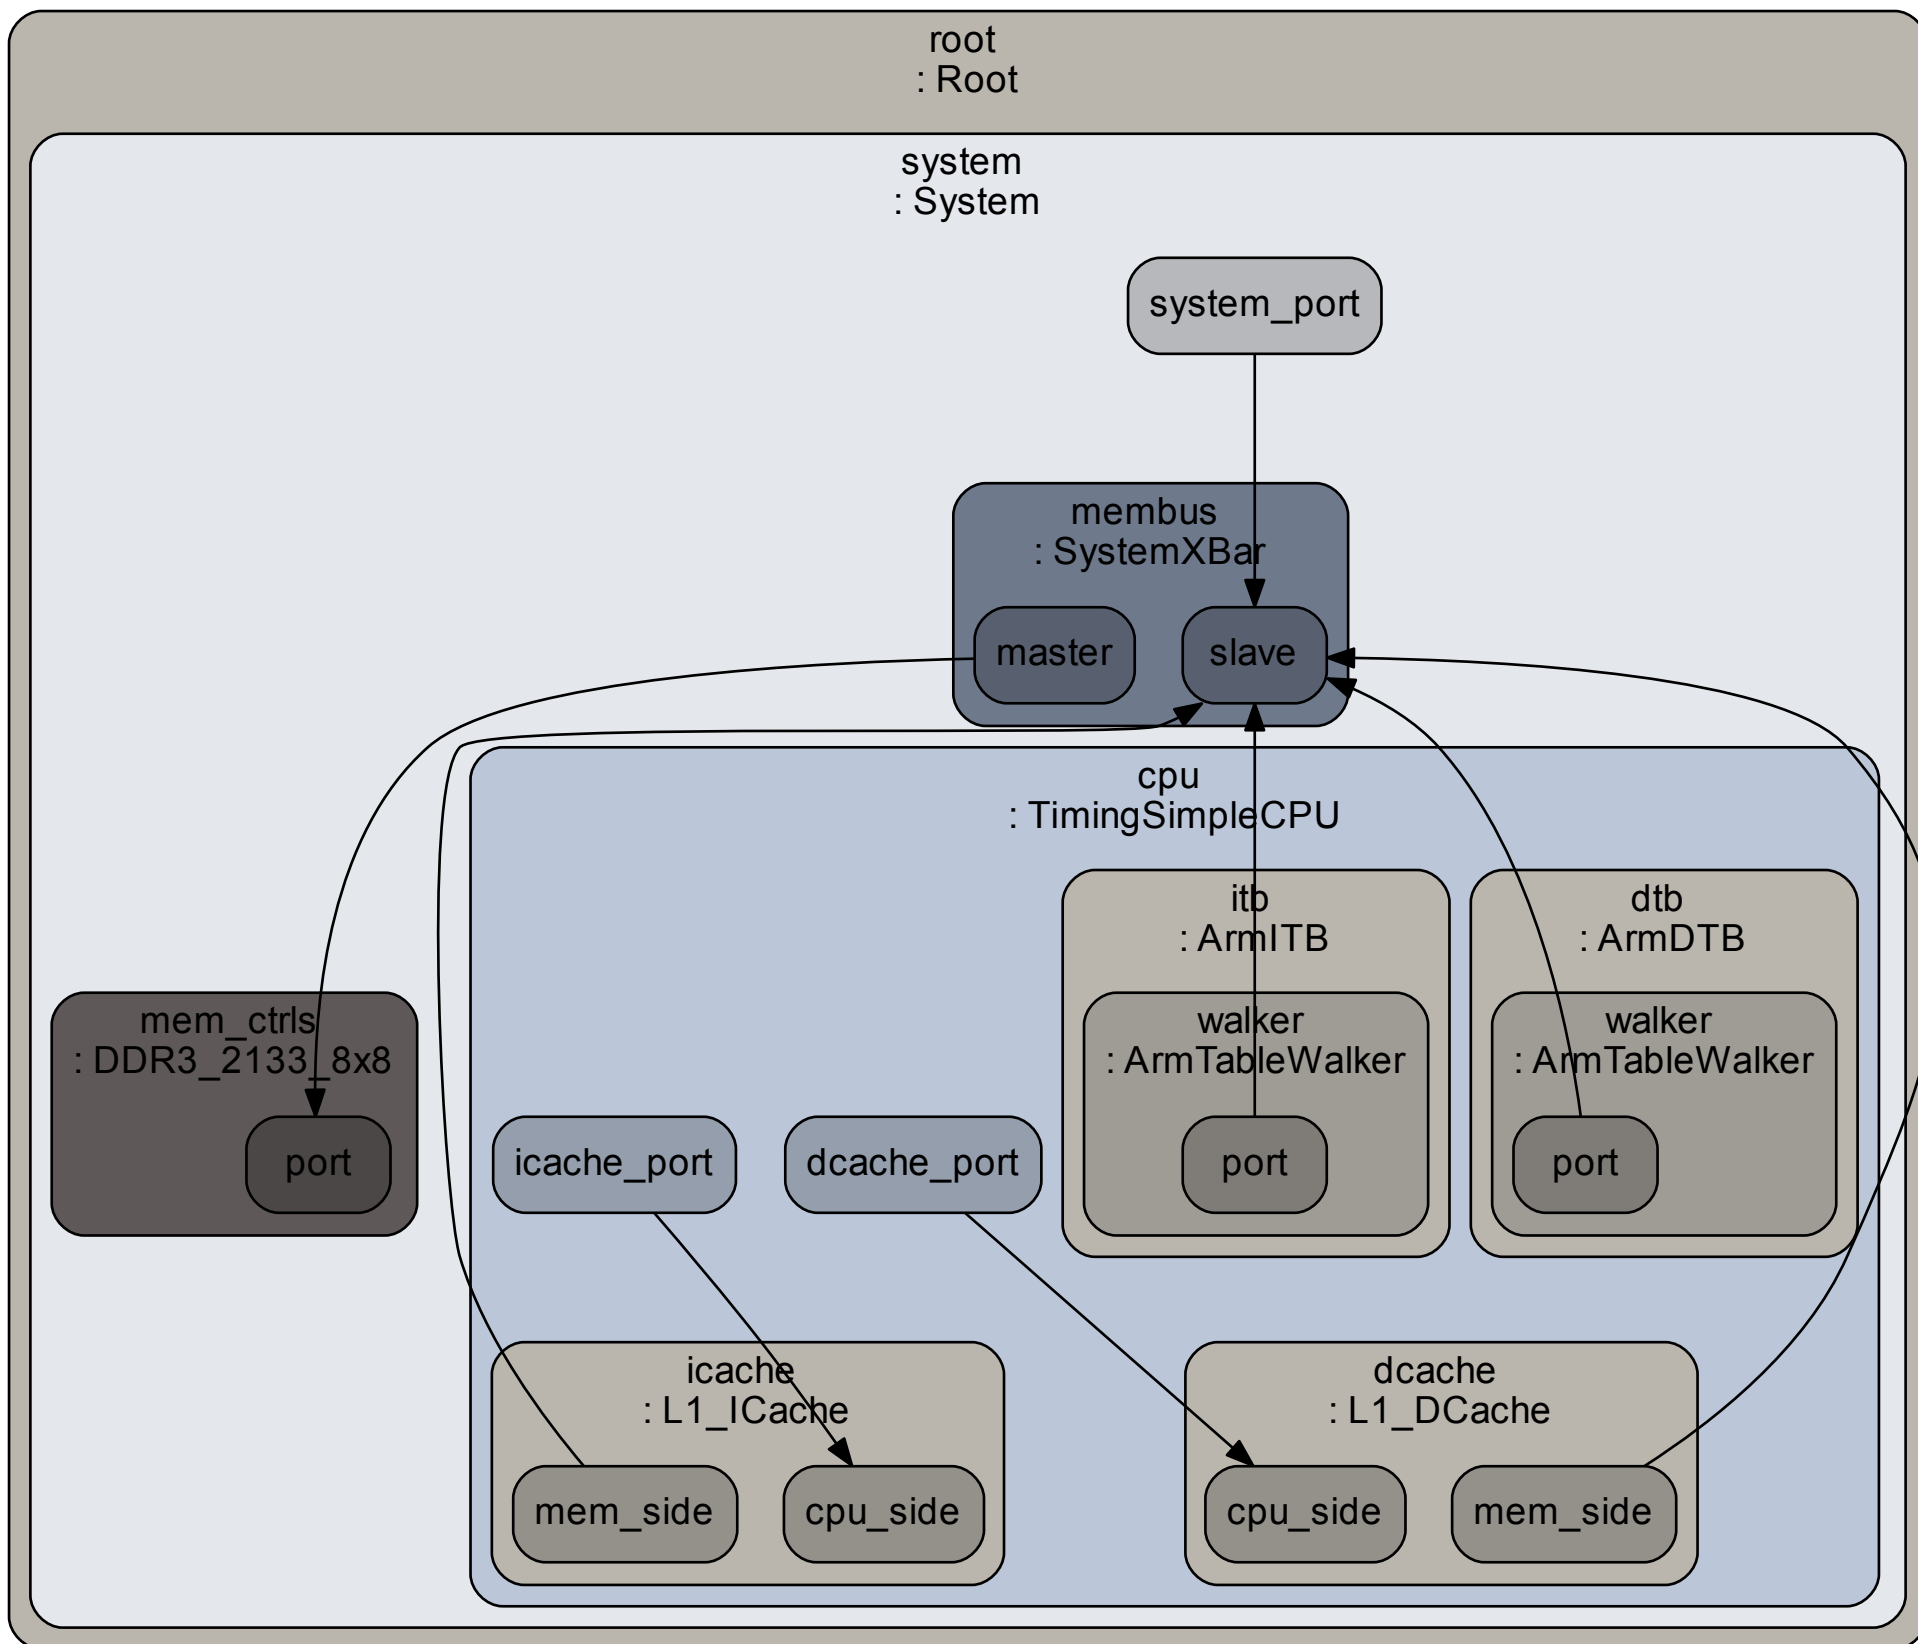 root
: Root
system
: System
system_port
membus
: SystemXBar
master
slave
cpu
: TimingSimpleCPU
itb
: ArmITB
dtb
: ArmDTB
mem_ctrls
: DDR3_2133_8x8
port
walker
: ArmTableWalker
port
walker
: ArmTableWalker
port
icache_port
dcache_port
icache
: L1_ICache
mem_side
cpu_side
dcache
: L1_DCache
cpu_side
mem_side